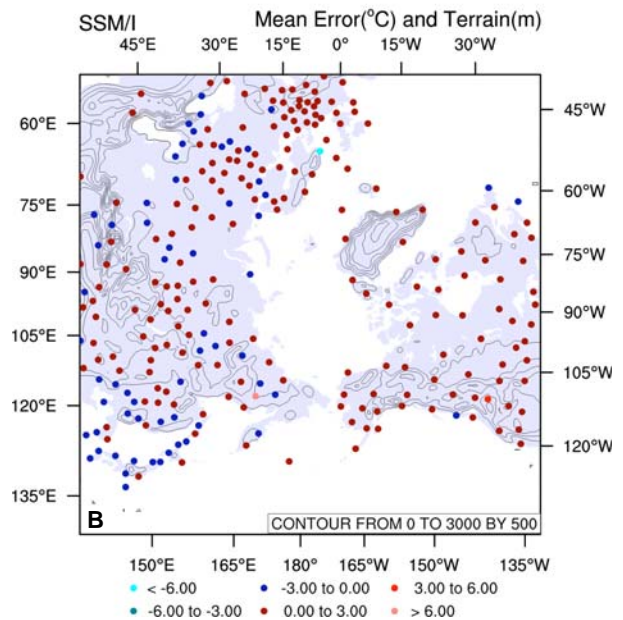 SSM/I Mean Error(°C) and Terrain(m)
45°E 30°E 15°E 0° 15°W 30°W
60°E 45°W
75°E 60°W
90°E 75°W
105°E 90°W
120°E 105°W
135°E 120°W
B CONTOUR FROM 0 TO 3000 BY 500
150°E 165°E 180° 165°W 150°W 135°W
< -6.00 -3.00 to 0.00 3.00 to 6.00
-6.00 to -3.00 0.00 to 3.00 > 6.00